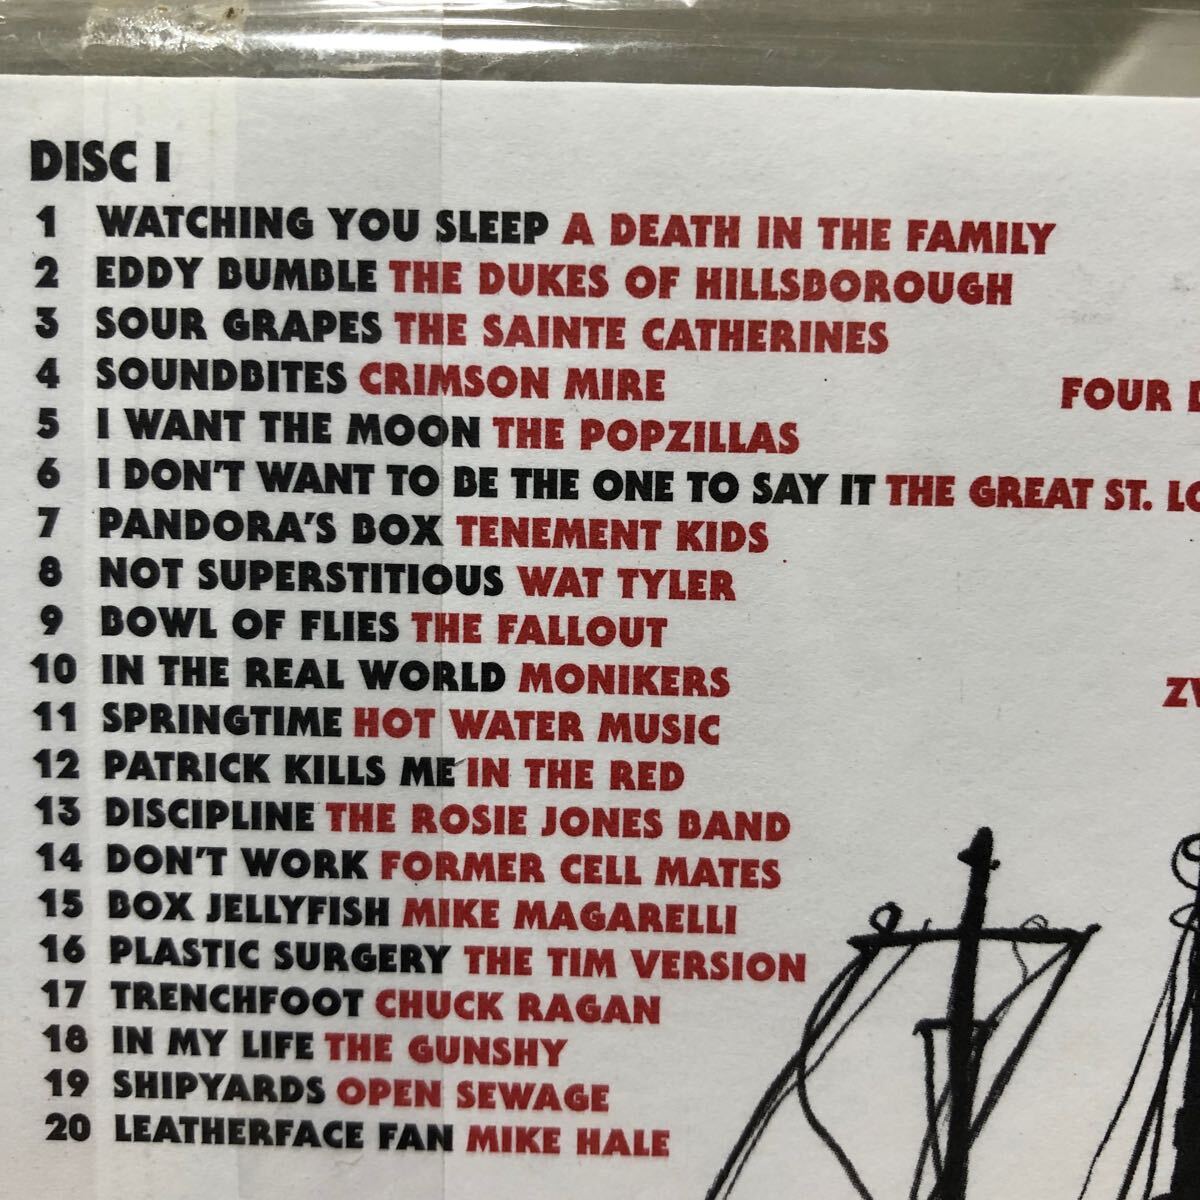 DISC 1
1 WATCHING YOU SLEEP A DEATH IN THE FAMILY
2 EDDY BUMBLE THE DUKES OF HILLSBOROUGH
3 SOUR GRAPES THE SAINTE CATHERINES
4 SOUNDBITES CRIMSON MIRE
FOUR
5 I WANT THE MOON THE POPZILLAS
6 I DON'T WANT TO BE THE ONE TO SAY IT THE GREAT ST.
7 PANDORA'S BOX TENEMENT KIDS
8 NOT SUPERSTITIOUS WAT TYLER
9 BOWL OF FLIES THE FALLOUT
10 IN THE REAL WORLD MONIKERS
11 SPRINGTIME HOT WATER MUSIC
12 PATRICK KILLS ME IN THE RED
13 DISCIPLINE THE ROSIE JONES BAND
14 DON'T WORK FORMER CELL MATES
15 BOX JELLYFISH MIKE MAGARELLI
16 PLASTIC SURGERY THE TIM VERSION
17 TRENCHFOOT CHUCK RAGAN
18 IN MY LIFE THE GUNSHY
19 SHIPYARDS OPEN SEWAGE
20 LEATHERFACE FAN MIKE HALE